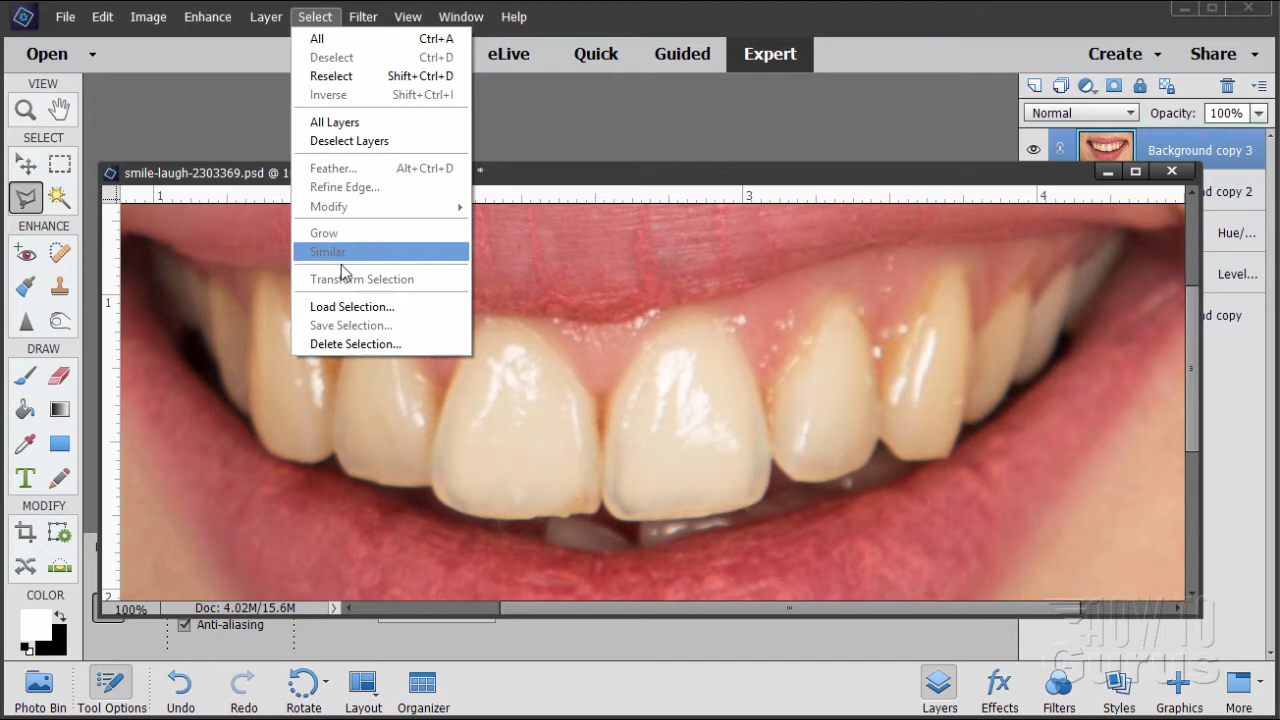 File Edit Image Enhance Layer Select Filter View Window Help
Open eLive Quick Guided Expert Create Share
VIEW
SELECT
ENHANCE
DRAW
MODIFY
COLOR
All Ctrl+A
Deselect Ctrl+D
Reselect Shift+Ctrl+D
Inverse Shift+Ctrl+I
All Layers
Deselect Layers
Feather... Alt+Ctrl+D
Refine Edge...
Modify
Grow
Similar
Transform Selection
Load Selection...
Save Selection...
Delete Selection...
Normal Opacity: 100%
Background copy 3
nd copy 2
Hue/...
Level...
copy
smile-laugh-2303369.psd @ 1 *
1 3 4
1
2
100% Doc: 4.02M/15.6M
Anti-aliasing
HOW TO
Gurus
Photo Bin Tool Options Undo Redo Rotate Layout Organizer Layers Effects Filters Styles Graphics More